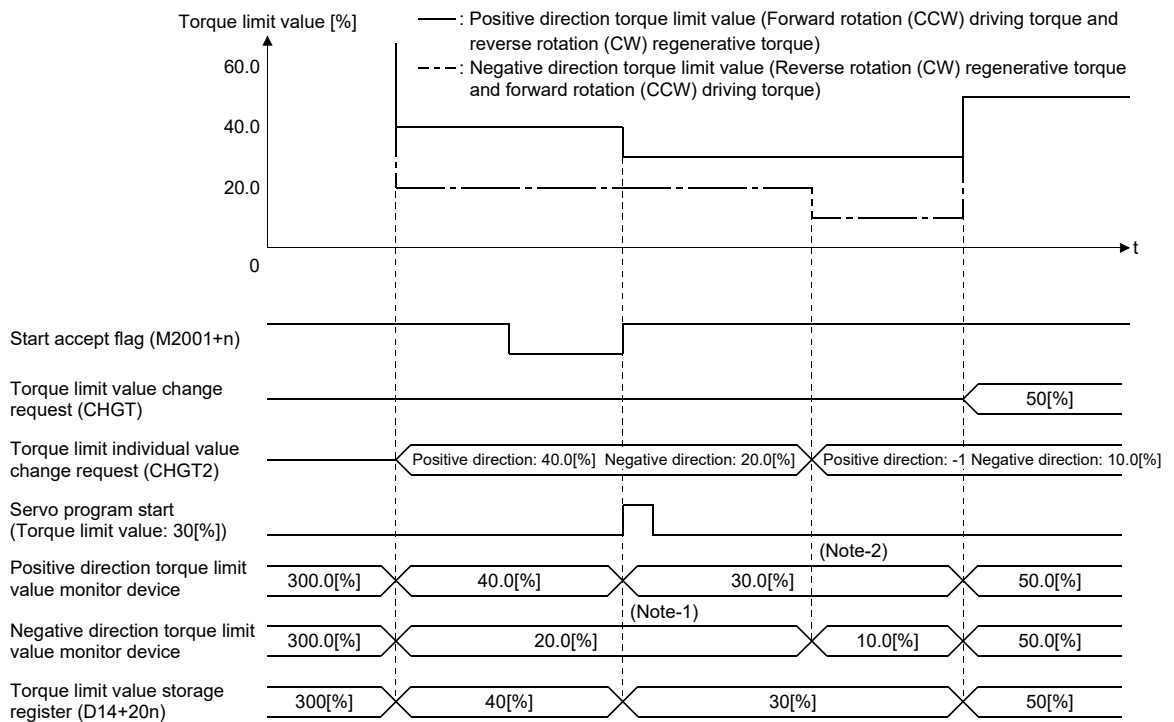 Torque limit value [%]
: Positive direction torque limit value (Forward rotation (CCW) driving torque and
reverse rotation (CW) regenerative torque)
: Negative direction torque limit value (Reverse rotation (CW) regenerative torque
and forward rotation (CCW) driving torque)
60.0
40.0
20.0
0
t
Start accept flag (M2001+n)
Torque limit value change
request (CHGT)
50[%]
Torque limit individual value
change request (CHGT2)
Positive direction: 40.0[%] Negative direction: 20.0[%]
Positive direction: -1 Negative direction: 10.0[%]
Servo program start
(Torque limit value: 30[%])
(Note-2)
Positive direction torque limit
value monitor device
300.0[%]
40.0[%]
30.0[%]
50.0[%]
(Note-1)
Negative direction torque limit
value monitor device
300.0[%]
20.0[%]
10.0[%]
50.0[%]
Torque limit value storage
register (D14+20n)
300[%]
40[%]
30[%]
50[%]